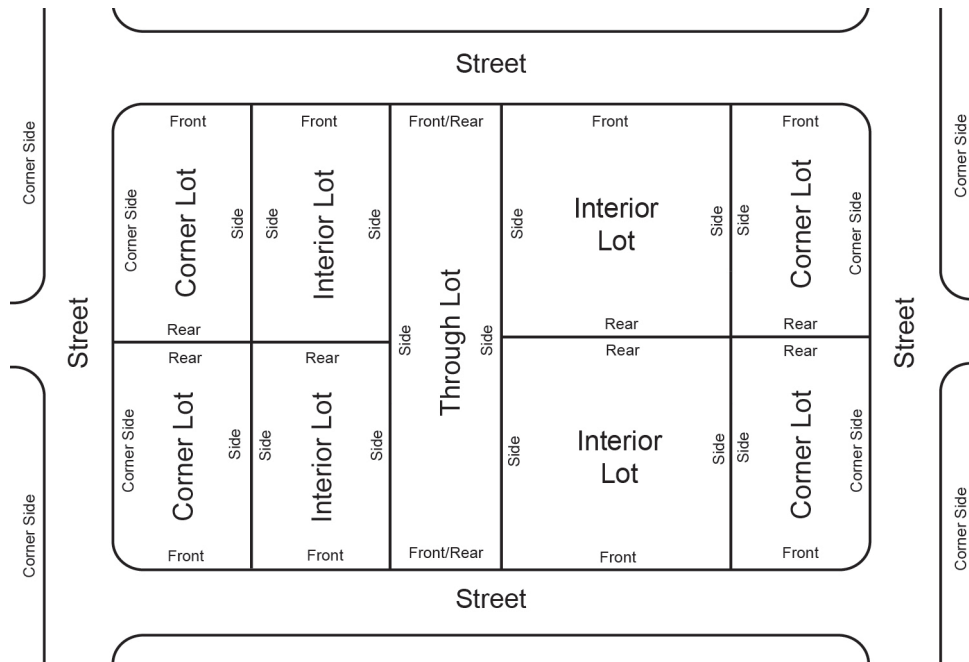 Street
Corner Side
Corner Side
Front
Front
Front/Rear
Front
Front
Corner Side
Corner Lot
Side
Side
Interior Lot
Side
Side
Interior
Lot
Side
Side
Corner Lot
Corner Side
Rear
Rear
Rear
Street
Side
Through Lot
Side
Street
Rear
Rear
Rear
Rear
Corner Side
Corner Lot
Side
Side
Interior Lot
Side
Side
Interior
Lot
Side
Side
Corner Lot
Corner Side
Corner Side
Corner Side
Front
Front
Front/Rear
Front
Front
Street